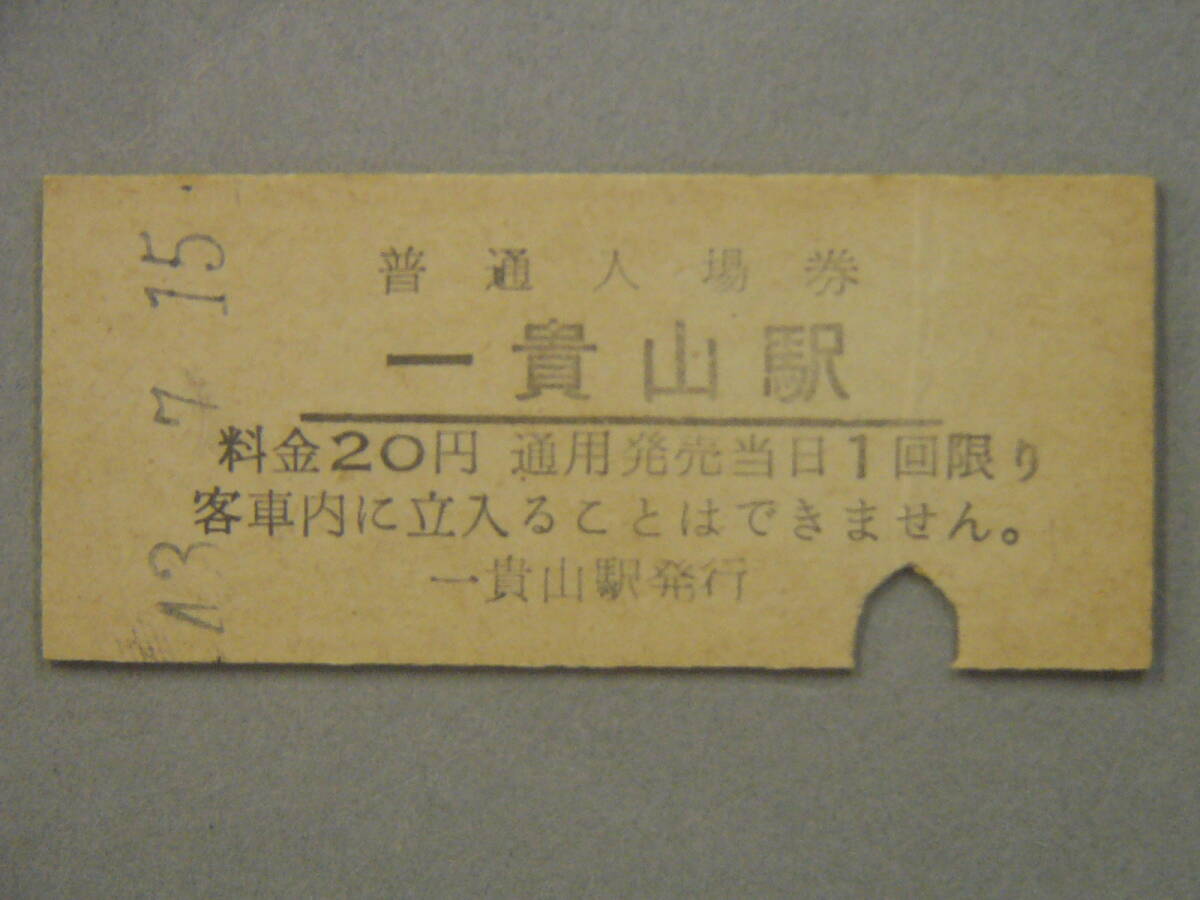 普通入場券
一貴山駅
料金20円 通用発売当日1回限り
客車内に立入ることはできません。
一貴山駅発行
43 7 15